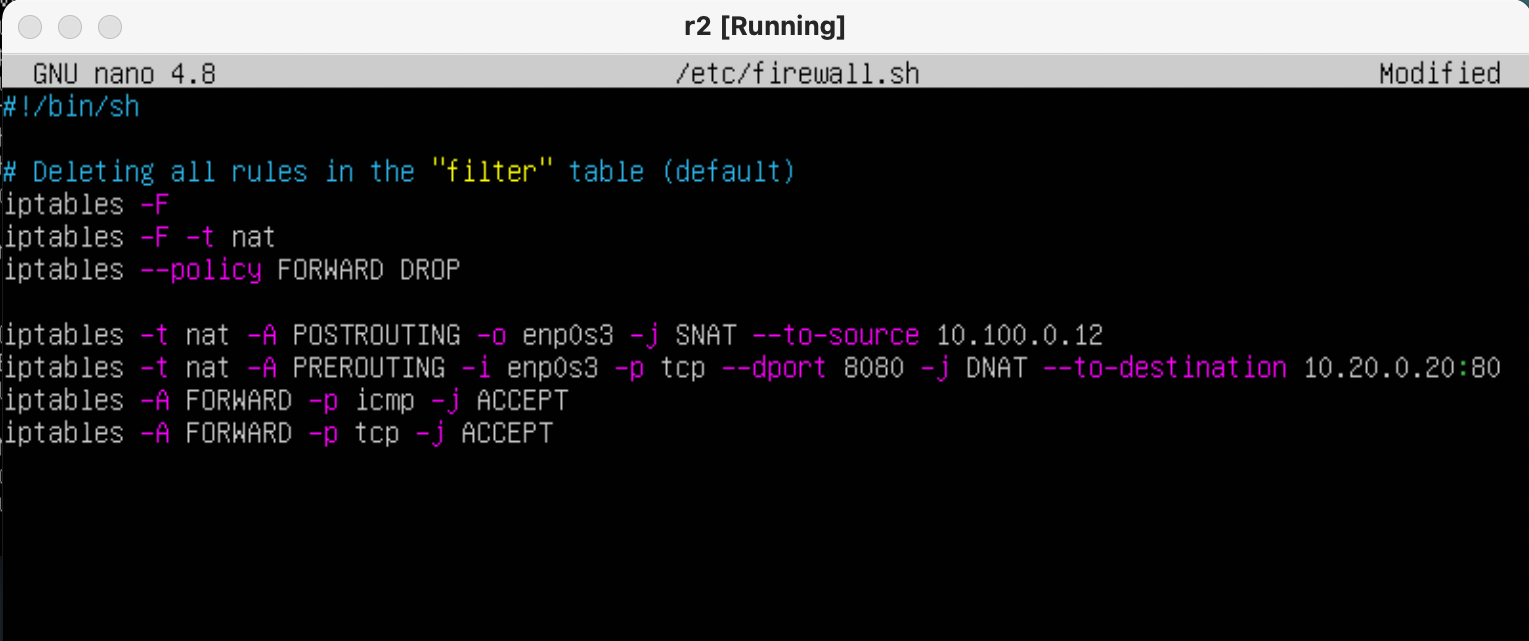 r2 [Running]
GNU nano 4.8 /etc/firewall.sh Modified
#!/bin/sh
# Deleting all rules in the "filter" table (default)
iptables -F
iptables -F -t nat
iptables --policy FORWARD DROP
iptables -t nat -A POSTROUTING -o enp0s3 -j SNAT --to-source 10.100.0.12
iptables -t nat -A PREROUTING -i enp0s3 -p tcp --dport 8080 -j DNAT --to-destination 10.20.0.20:80
iptables -A FORWARD -p icmp -j ACCEPT
iptables -A FORWARD -p tcp -j ACCEPT